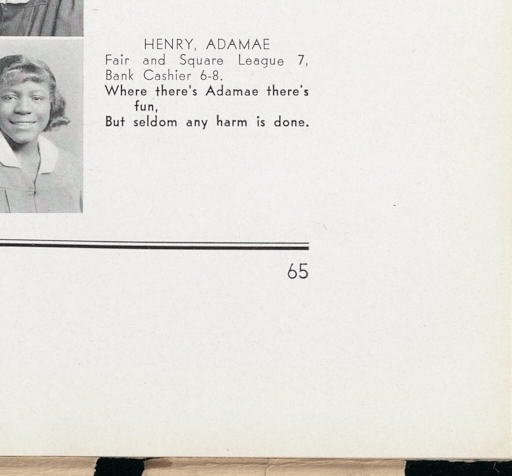 HENRY, ADAMAE
Fair and Square League 7,
Bank Cashier 6-8.
Where there's Adamae there's
fun,
But seldom any harm is done.
65